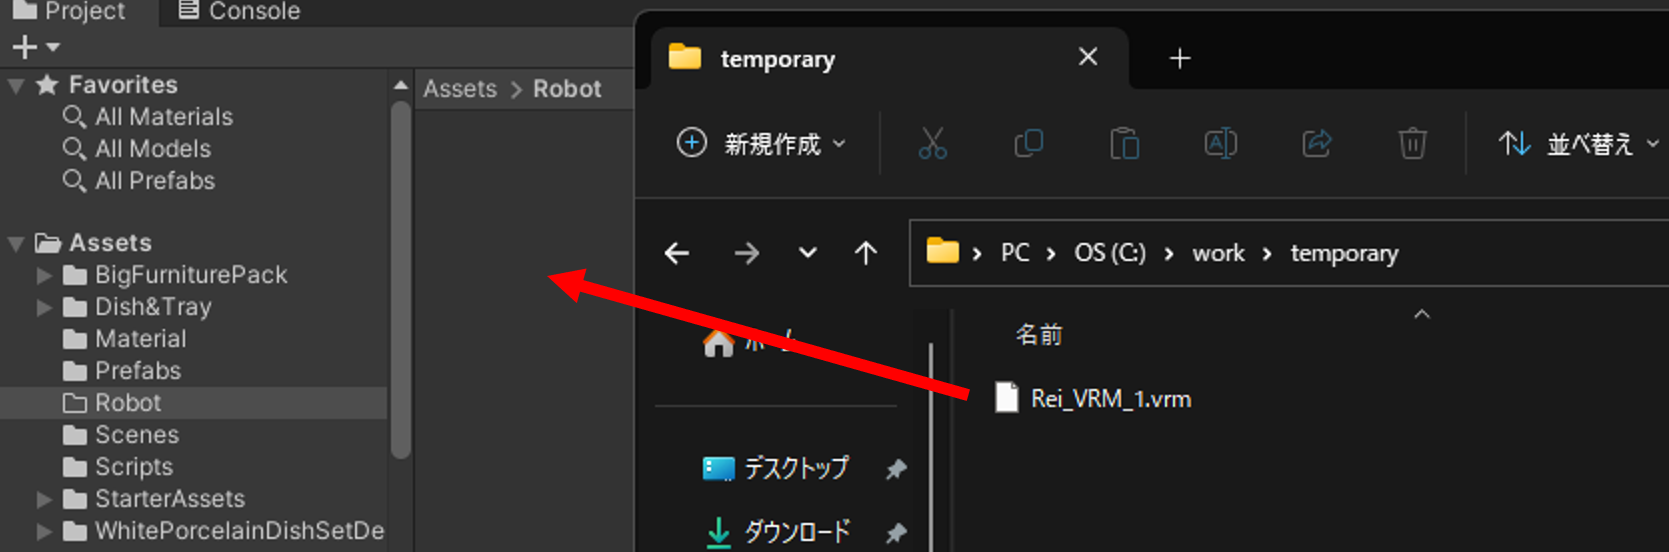 Project
Console
Favorites
All Materials
All Models
All Prefabs
Assets
BigFurniturePack
Dish&Tray
Material
Prefabs
Robot
Scenes
Scripts
StarterAssets
WhitePorcelainDishSetDe
Assets > Robot
temporary
新規作成
並べ替え
PC > OS (C:) > work > temporary
ホーム
デスクトップ
ダウンロード
名前
Rei_VRM_1.vrm